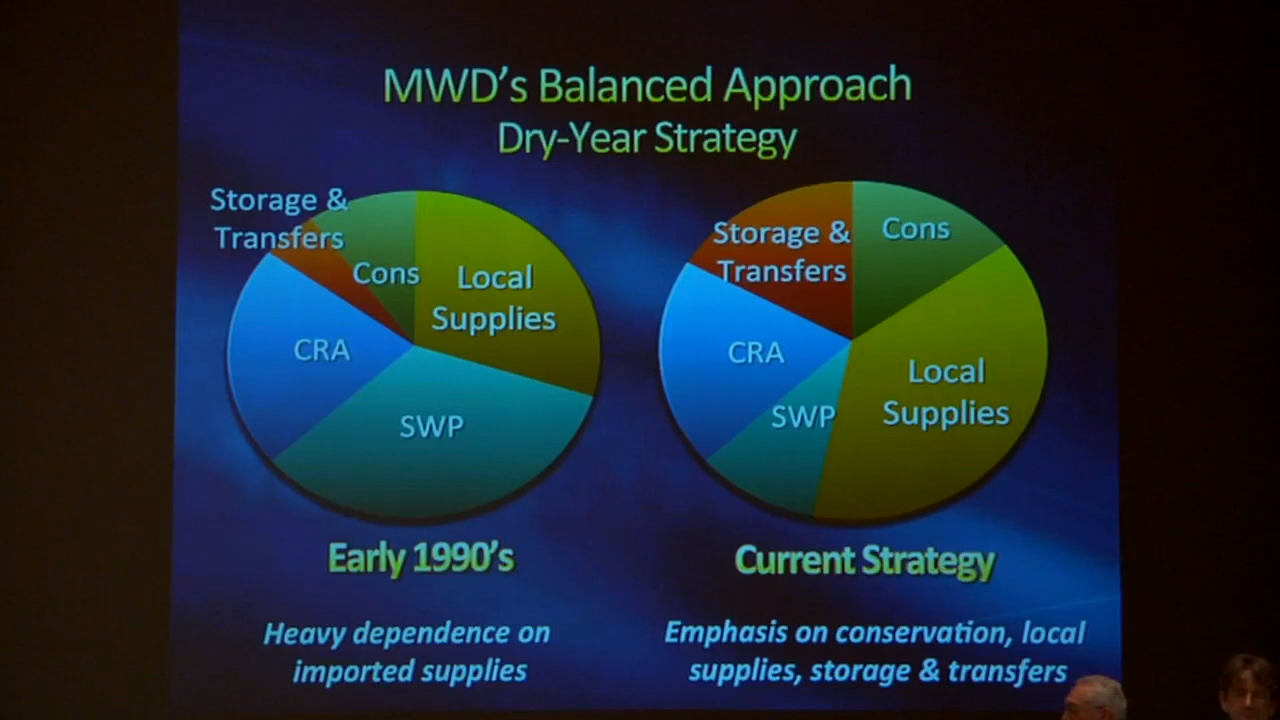 MWD's Balanced Approach
Dry-Year Strategy
Storage &
Transfers
Cons
Local
Supplies
CRA
SWP
Early 1990's
Heavy dependence on
imported supplies
Storage &
Transfers
Cons
CRA
Local
Supplies
SWP
Current Strategy
Emphasis on conservation, local
supplies, storage & transfers